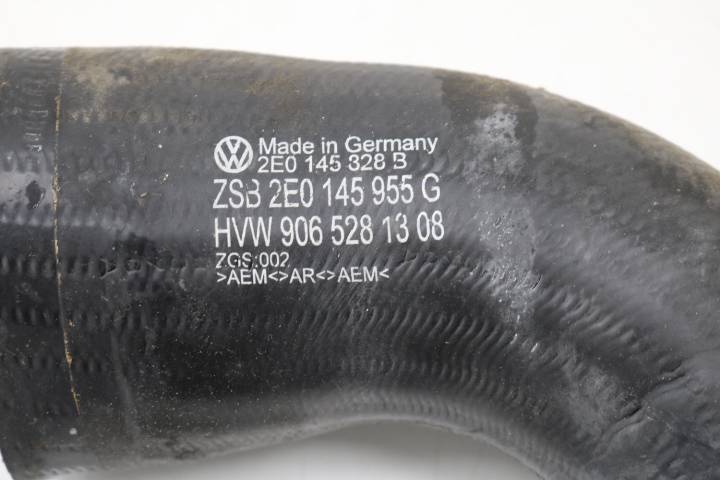 Made in Germany
2E0 145 328 B
ZSB 2E0 145 955 G
HVW 906 528 13 08
ZGS:002
>AEM<>AR<>AEM<